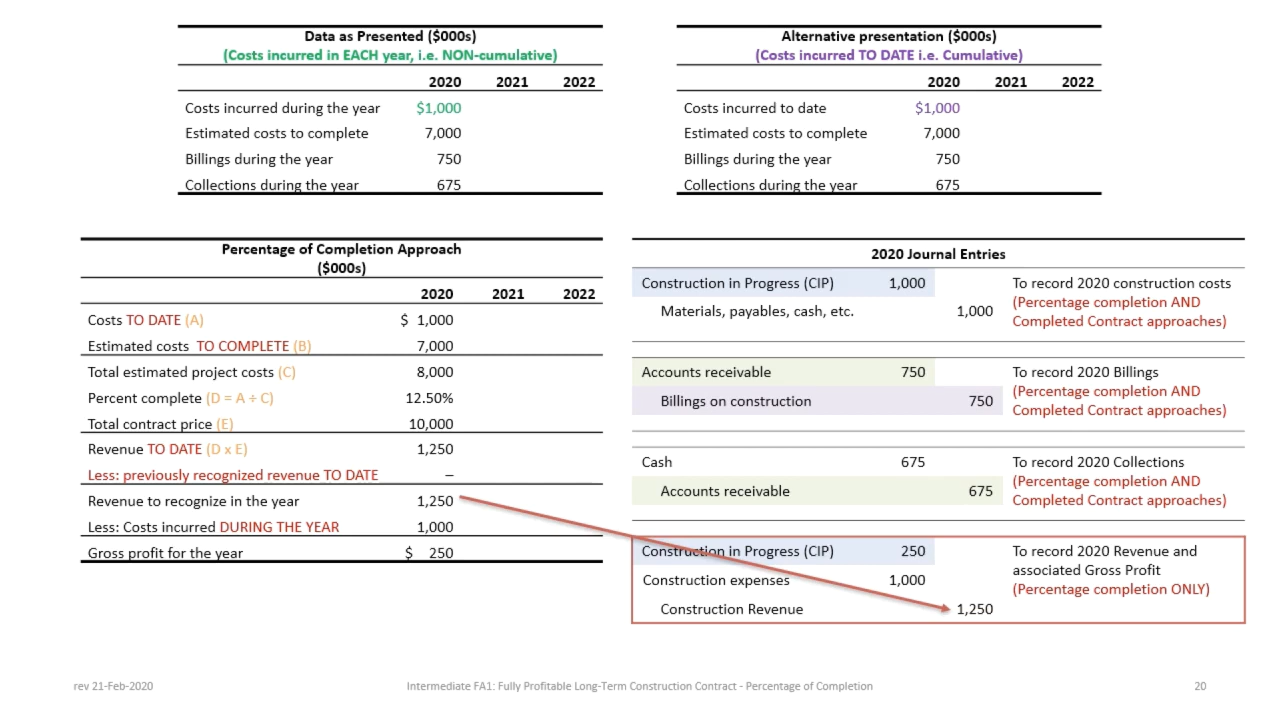 Data as Presented ($000s)
(Costs incurred in EACH year, i.e. NON-cumulative)
2020 2021 2022
Costs incurred during the year $1,000
Estimated costs to complete 7,000
Billings during the year 750
Collections during the year 675
Alternative presentation ($000s)
(Costs incurred TO DATE i.e. Cumulative)
2020 2021 2022
Costs incurred to date $1,000
Estimated costs to complete 7,000
Billings during the year 750
Collections during the year 675
Percentage of Completion Approach
($000s)
2020 2021 2022
Costs TO DATE (A) $ 1,000
Estimated costs TO COMPLETE (B) 7,000
Total estimated project costs (C) 8,000
Percent complete (D = A ÷ C) 12.50%
Total contract price (E) 10,000
Revenue TO DATE (D x E) 1,250
Less: previously recognized revenue TO DATE –
Revenue to recognize in the year 1,250
Less: Costs incurred DURING THE YEAR 1,000
Gross profit for the year $ 250
2020 Journal Entries
Construction in Progress (CIP) 1,000 To record 2020 construction costs
(Percentage completion AND
Materials, payables, cash, etc. 1,000
Completed Contract approaches)
Accounts receivable 750 To record 2020 Billings
(Percentage completion AND
Billings on construction 750
Completed Contract approaches)
Cash 675 To record 2020 Collections
(Percentage completion AND
Accounts receivable 675
Completed Contract approaches)
Construction in Progress (CIP) 250 To record 2020 Revenue and
associated Gross Profit
Construction expenses 1,000
(Percentage completion ONLY)
Construction Revenue 1,250
rev 21-Feb-2020 Intermediate FA1: Fully Profitable Long-Term Construction Contract - Percentage of Completion 20